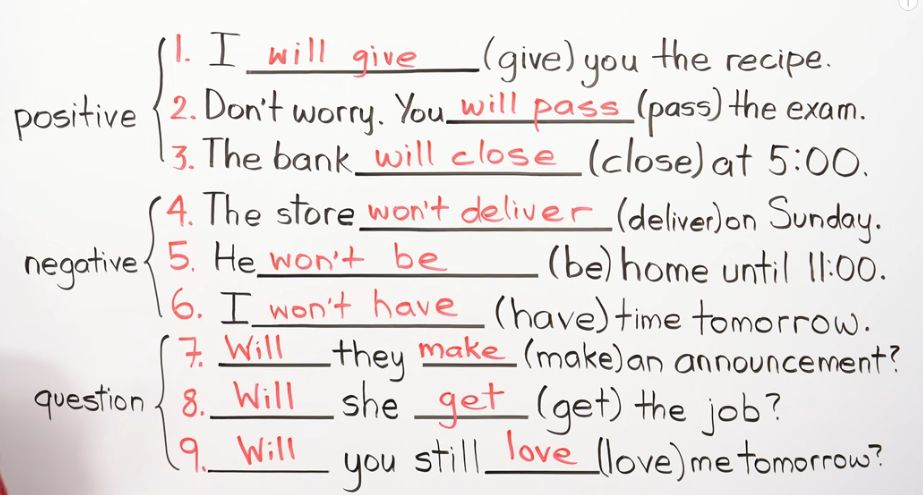 1. I will give (give) you the recipe.
positive 2. Don't worry. You will pass (pass) the exam.
3. The bank will close (close) at 5:00.
4. The store won't deliver (deliver) on Sunday.
negative 5. He won't be (be) home until 11:00.
6. I won't have (have) time tomorrow.
7. Will they make (make) an announcement?
question 8. Will she get (get) the job?
9. Will you still love (love) me tomorrow?